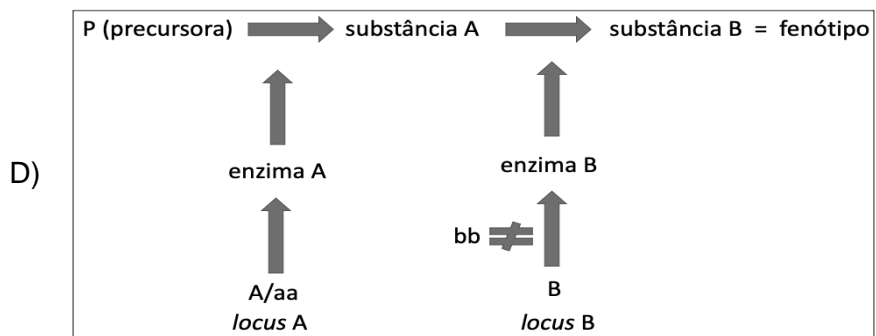 P (precursora) substância A substância B = fenótipo
D)
enzima A enzima B
bb
A/aa B
locus A locus B